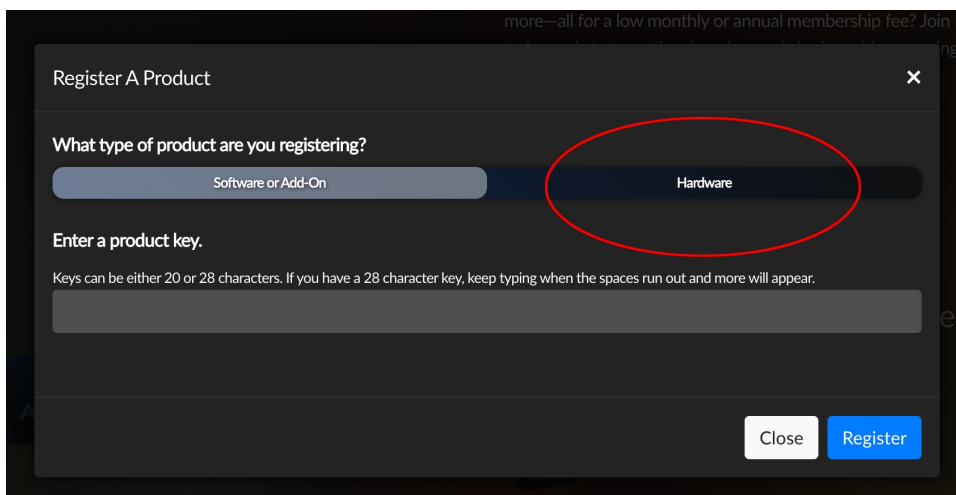 more—all for a low monthly or annual membership fee? Join
Register A Product
×
What type of product are you registering?
Software or Add-On
Hardware
Enter a product key.
Keys can be either 20 or 28 characters. If you have a 28 character key, keep typing when the spaces run out and more will appear.
Close
Register